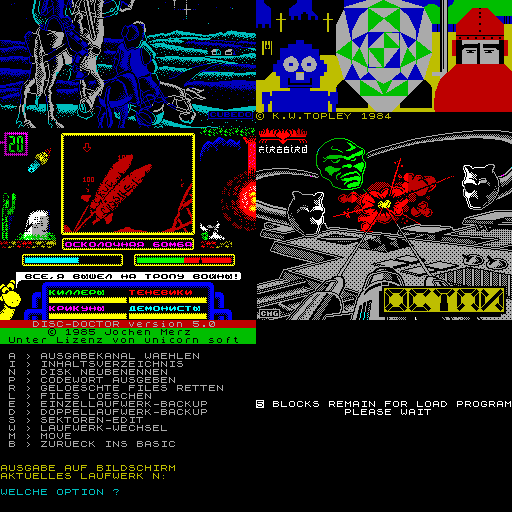 © K.W.TOPLEY 1984
20
FIREBIRD
100
ОСКОЛОЧНАЯ БОМБА
ВСЕ,Я ВЫШЕЛ НА ТРОПУ ВОЙНЫ!
КИЛЛЕРЫ ТЕНЕВИКИ
КРИКУНЫ ДЕМОНИСТЫ
OCTAN
CHG
DISC-DOCTOR version 5.0
© 1985 Jochen Merz
Unter Lizenz von unicorn soft
A > AUSGABEKANAL WAEHLEN
I > INHALTSVERZEICHNIS
N > DISK NEUBENENNEN
P > CODEWORT AUSGEBEN
G > GELOESCHTE FILES RETTEN
L > FILES LOESCHEN
E > EINZELLAUFWERK-BACKUP
D > DOPPELLAUFWERK-BACKUP
S > SEKTOREN-EDIT
W > LAUFWERK-WECHSEL
M > MOVE
B > ZURUECK INS BASIC
AUSGABE AUF BILDSCHIRM
AKTUELLES LAUFWERK N:
WELCHE OPTION ?
BLOCKS REMAIN FOR LOAD PROGRAM
PLEASE WAIT